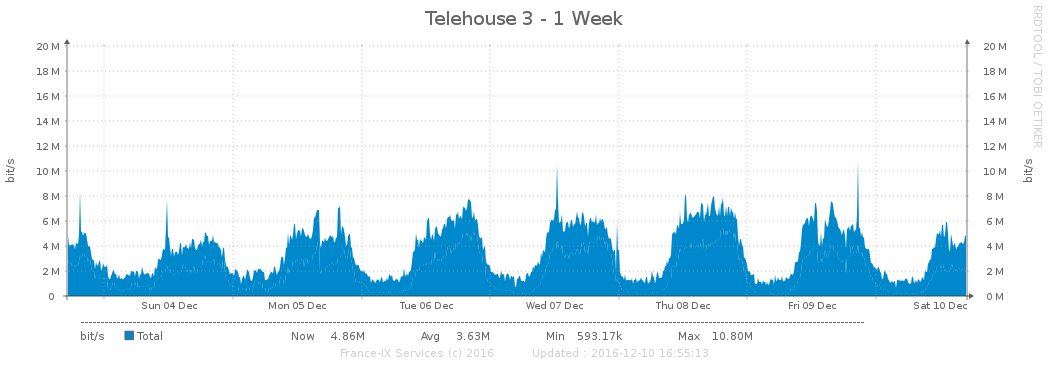 Telehouse 3 - 1 Week
RRDTOOL / TOBI OETIKER
20 M 20 M
18 M 18 M
16 M 16 M
14 M 14 M
12 M 12 M
10 M 10 M
8 M 8 M
6 M 6 M
4 M 4 M
2 M 2 M
0 0 M
bit/s
bit/s
Sun 04 Dec Mon 05 Dec Tue 06 Dec Wed 07 Dec Thu 08 Dec Fri 09 Dec Sat 10 Dec
bit/s Total Now 4.86M Avg 3.63M Min 593.17k Max 10.80M
France-IX Services (c) 2016 Updated : 2016-12-10 16:55:13